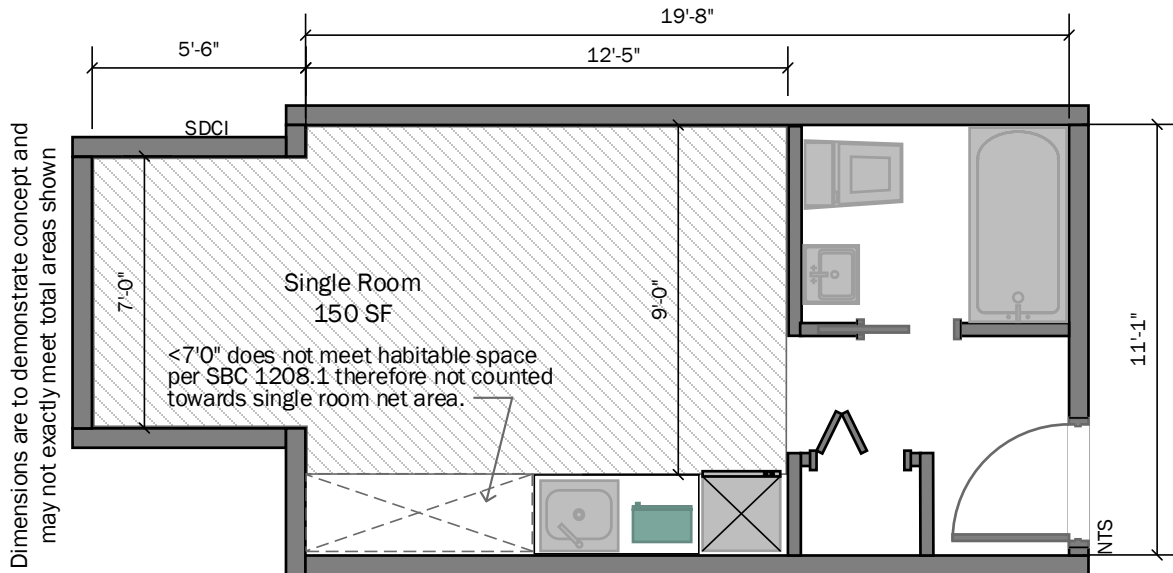 19'-8"
5'-6"
12'-5"
SDCI
Dimensions are to demonstrate concept and
may not exactly meet total areas shown
7'-0"
Single Room
150 SF
9'-0"
11'-1"
<7'0" does not meet habitable space
per SBC 1208.1 therefore not counted
towards single room net area.
NTS